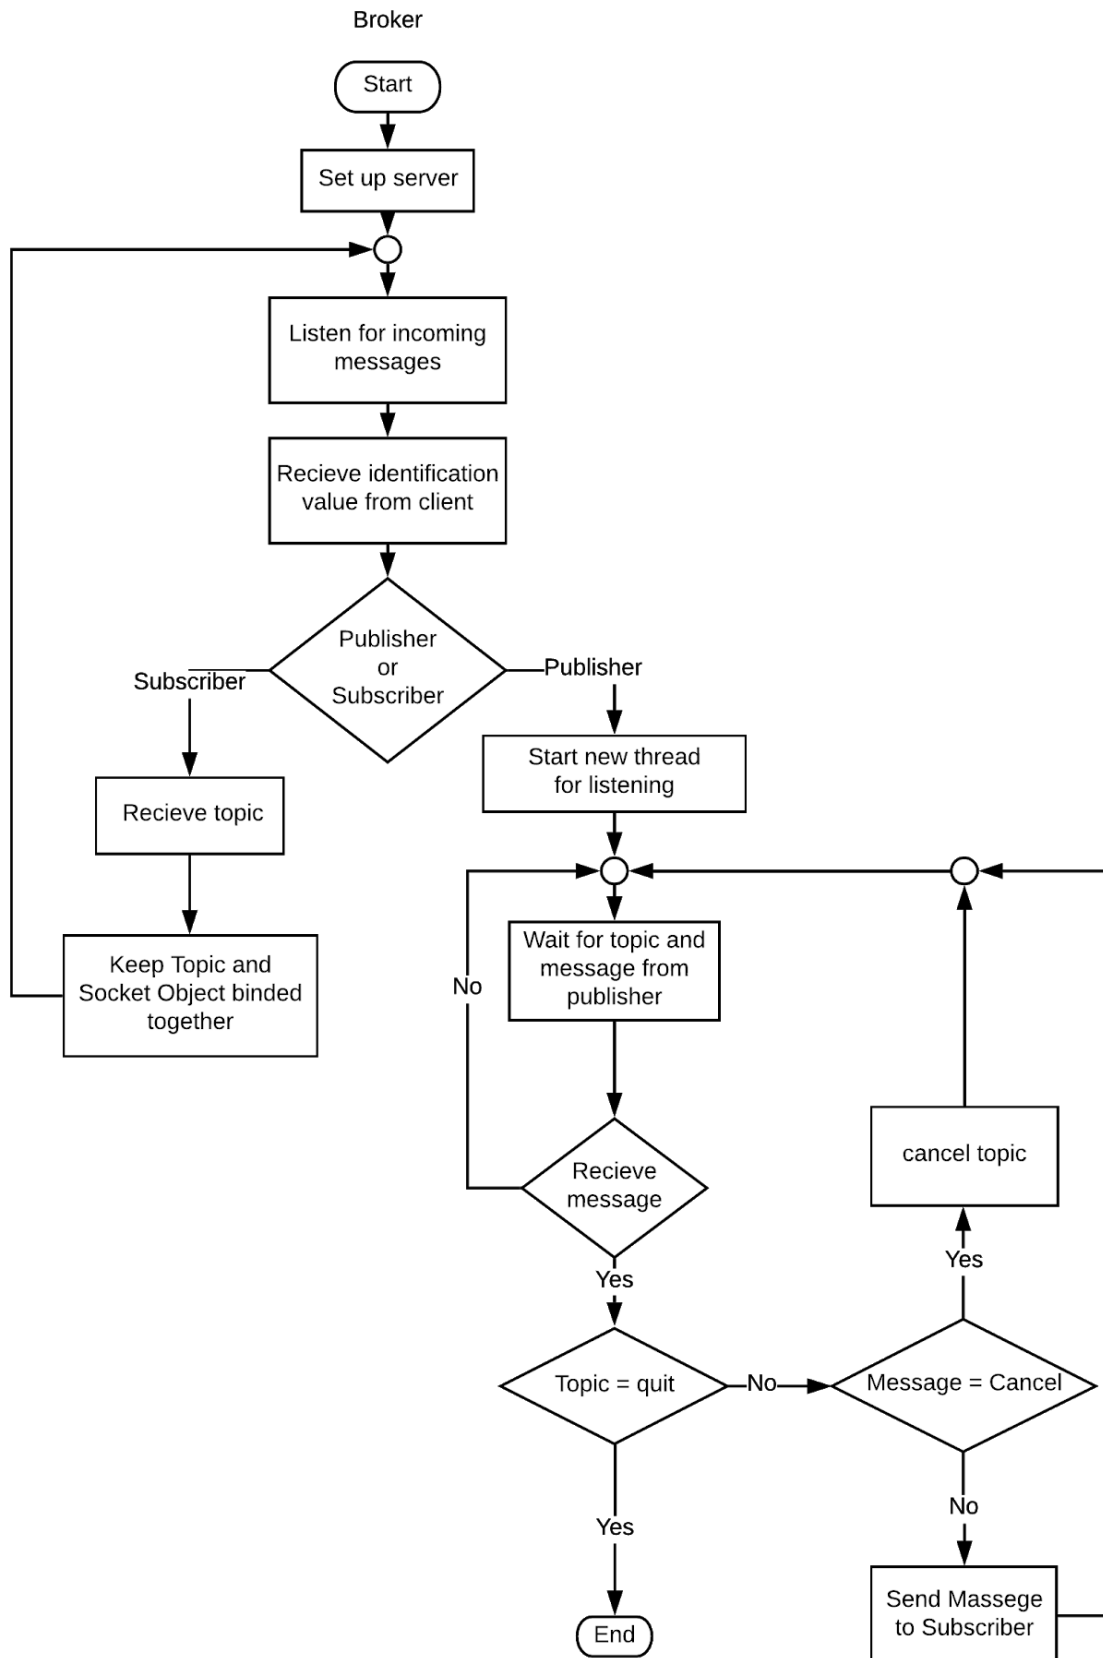 Broker
Start
Set up server
Listen for incoming
messages
Recieve identification
value from client
Publisher
or
Subscriber
Subscriber
Publisher
Start new thread
for listening
Recieve topic
Keep Topic and
Socket Object binded
together
Wait for topic and
message from
publisher
No
Recieve
message
cancel topic
Yes
Yes
Topic = quit
No
Message = Cancel
No
Yes
Send Massege
to Subscriber
End